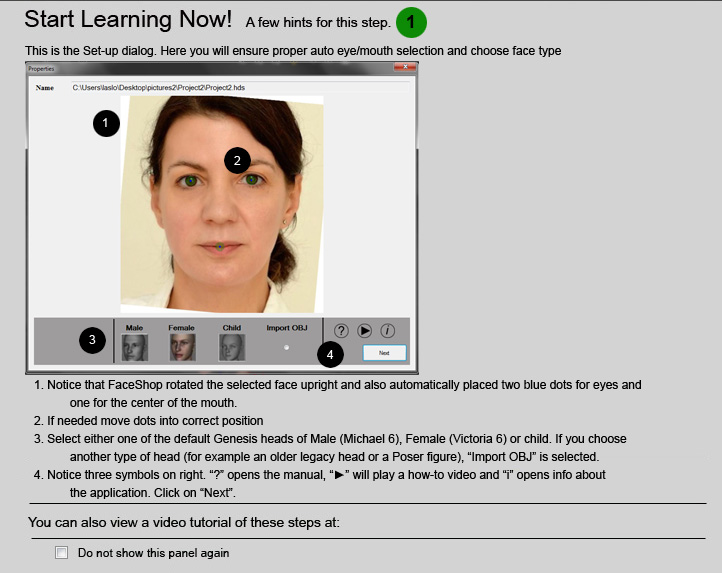 Start Learning Now! A few hints for this step. 1
This is the Set-up dialog. Here you will ensure proper auto eye/mouth selection and choose face type
Properties
Name C:\Users\laslo\Desktop\pictures2\Project2\Project2.hds
1
2
Male Female Child Import OBJ ? ▶ i
3
4 Next
1. Notice that FaceShop rotated the selected face upright and also automatically placed two blue dots for eyes and
one for the center of the mouth.
2. If needed move dots into correct position
3. Select either one of the default Genesis heads of Male (Michael 6), Female (Victoria 6) or child. If you choose
another type of head (for example an older legacy head or a Poser figure), “Import OBJ” is selected.
4. Notice three symbols on right. “?” opens the manual, “▶” will play a how-to video and “i” opens info about
the application. Click on “Next”.
You can also view a video tutorial of these steps at:
Do not show this panel again